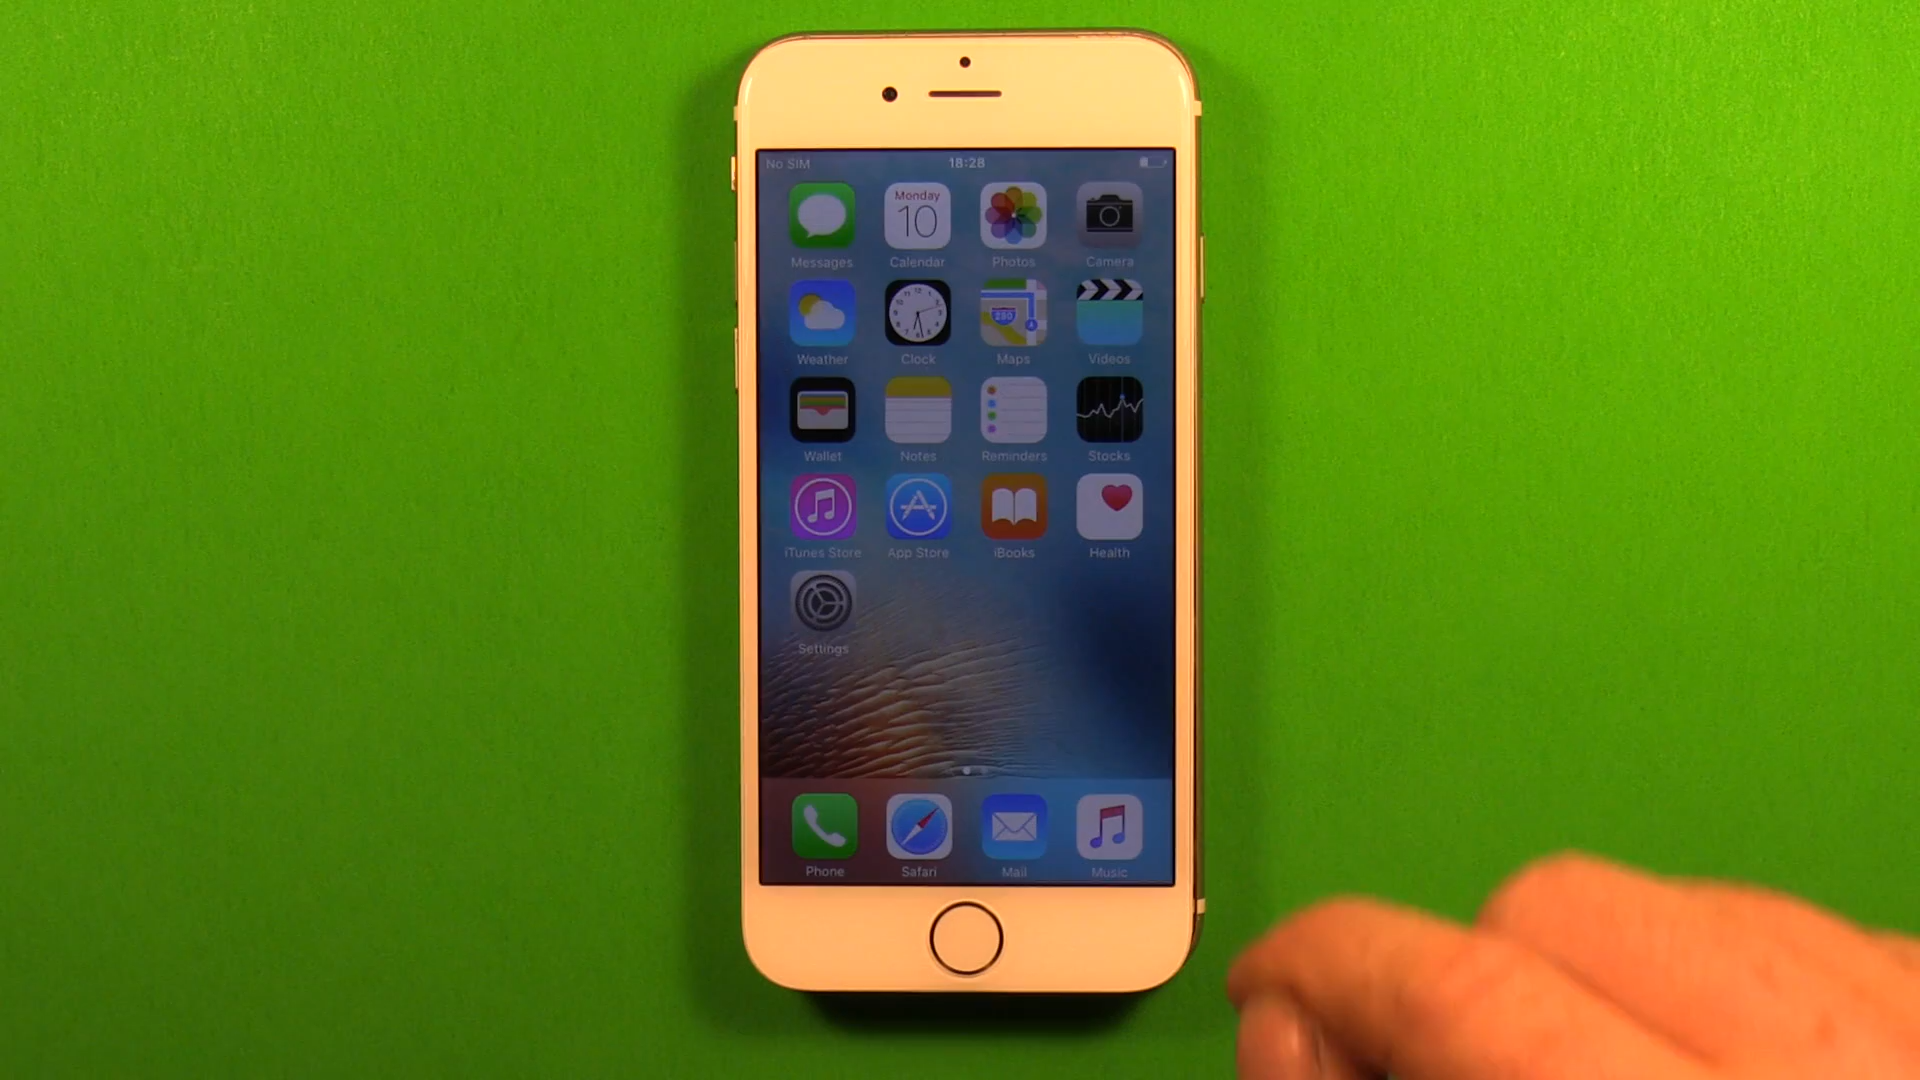 No SIM 18:28
Monday
10
Messages Calendar Photos Camera
280
Weather Clock Maps Videos
Wallet Notes Reminders Stocks
iTunes Store App Store iBooks Health
Settings
Phone Safari Mail Music